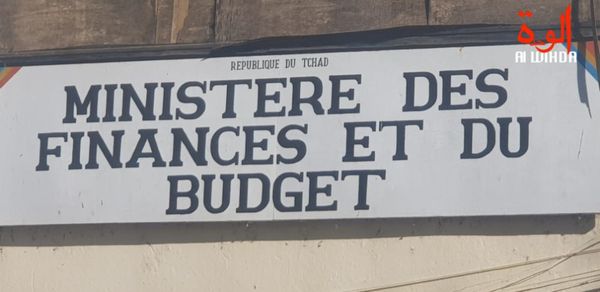 REPUBLIQUE DU TCHAD
MINISTERE DES
FINANCES ET DU
BUDGET
الوحدة
Al WIHDA